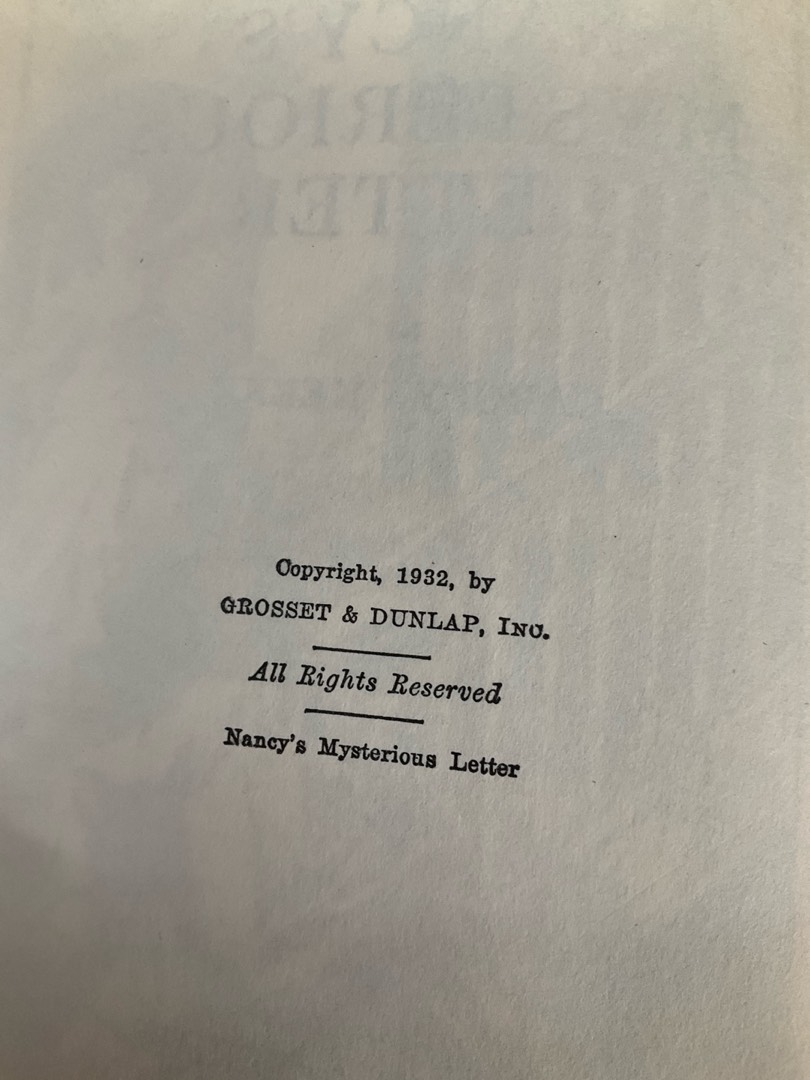 Copyright, 1932, by
GROSSET & DUNLAP, INC.
All Rights Reserved
Nancy's Mysterious Letter